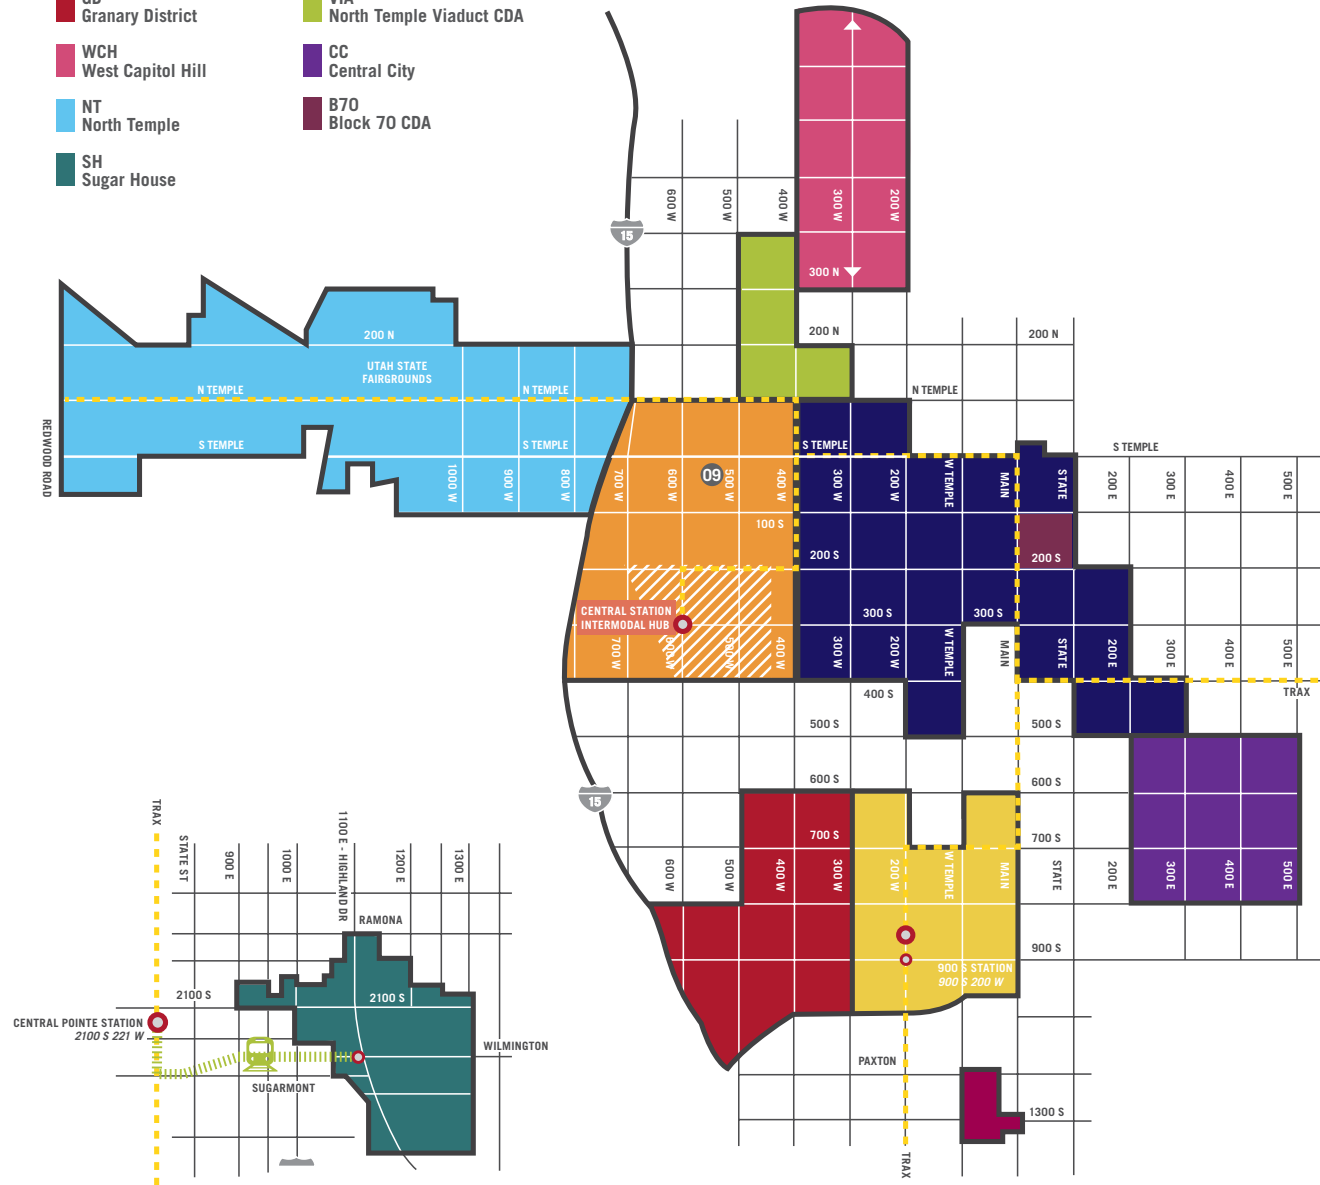 GD
Granary District
WCH
West Capitol Hill
NT
North Temple
SH
Sugar House
VIA
North Temple Viaduct CDA
CC
Central City
B70
Block 70 CDA
600 W
500 W
400 W
300 W
200 W
15
300 N
200 N
200 N
200 N
UTAH STATE
FAIRGROUNDS
N TEMPLE
N TEMPLE
N TEMPLE
REDWOOD ROAD
S TEMPLE
S TEMPLE
S TEMPLE
S TEMPLE
1000 W
900 W
800 W
700 W
600 W
500 W
400 W
300 W
200 W
W TEMPLE
MAIN
STATE
200 E
300 E
400 E
500 E
09
100 S
200 S
200 S
CENTRAL STATION
INTERMODAL HUB
300 S
300 S
700 W
600 W
500 W
400 W
300 W
200 W
W TEMPLE
MAIN
STATE
200 E
300 E
400 E
500 E
400 S
TRAX
500 S
500 S
600 S
600 S
15
700 S
700 S
600 W
500 W
400 W
300 W
200 W
W TEMPLE
MAIN
STATE
200 E
300 E
400 E
500 E
900 S
900 S STATION
900 S 200 W
PAXTON
1300 S
TRAX
TRAX
STATE ST
900 E
1000 E
1100 E - HIGHLAND DR
1200 E
1300 E
RAMONA
2100 S
2100 S
CENTRAL POINTE STATION
2100 S 221 W
WILMINGTON
SUGARMONT